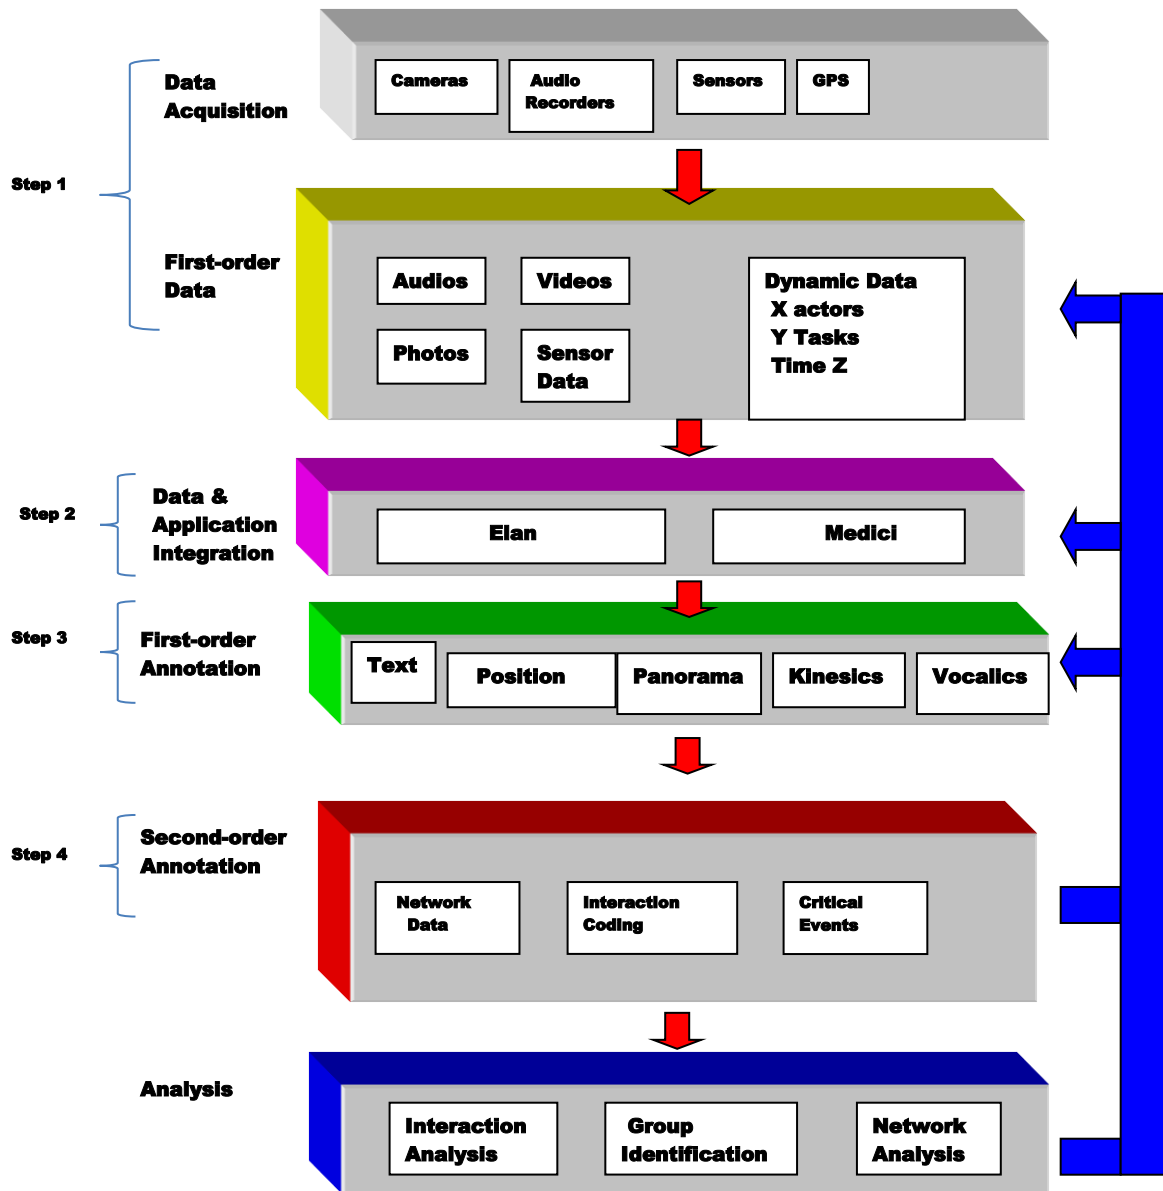 Data
Acquisition
Cameras
Audio
Recorders
Sensors
GPS
Step 1
First-order
Data
Audios
Videos
Photos
Sensor
Data
Dynamic Data
X actors
Y Tasks
Time Z
Step 2
Data &
Application
Integration
Elan
Medici
Step 3
First-order
Annotation
Text
Position
Panorama
Kinesics
Vocalics
Step 4
Second-order
Annotation
Network
Data
Interaction
Coding
Critical
Events
Analysis
Interaction
Analysis
Group
Identification
Network
Analysis